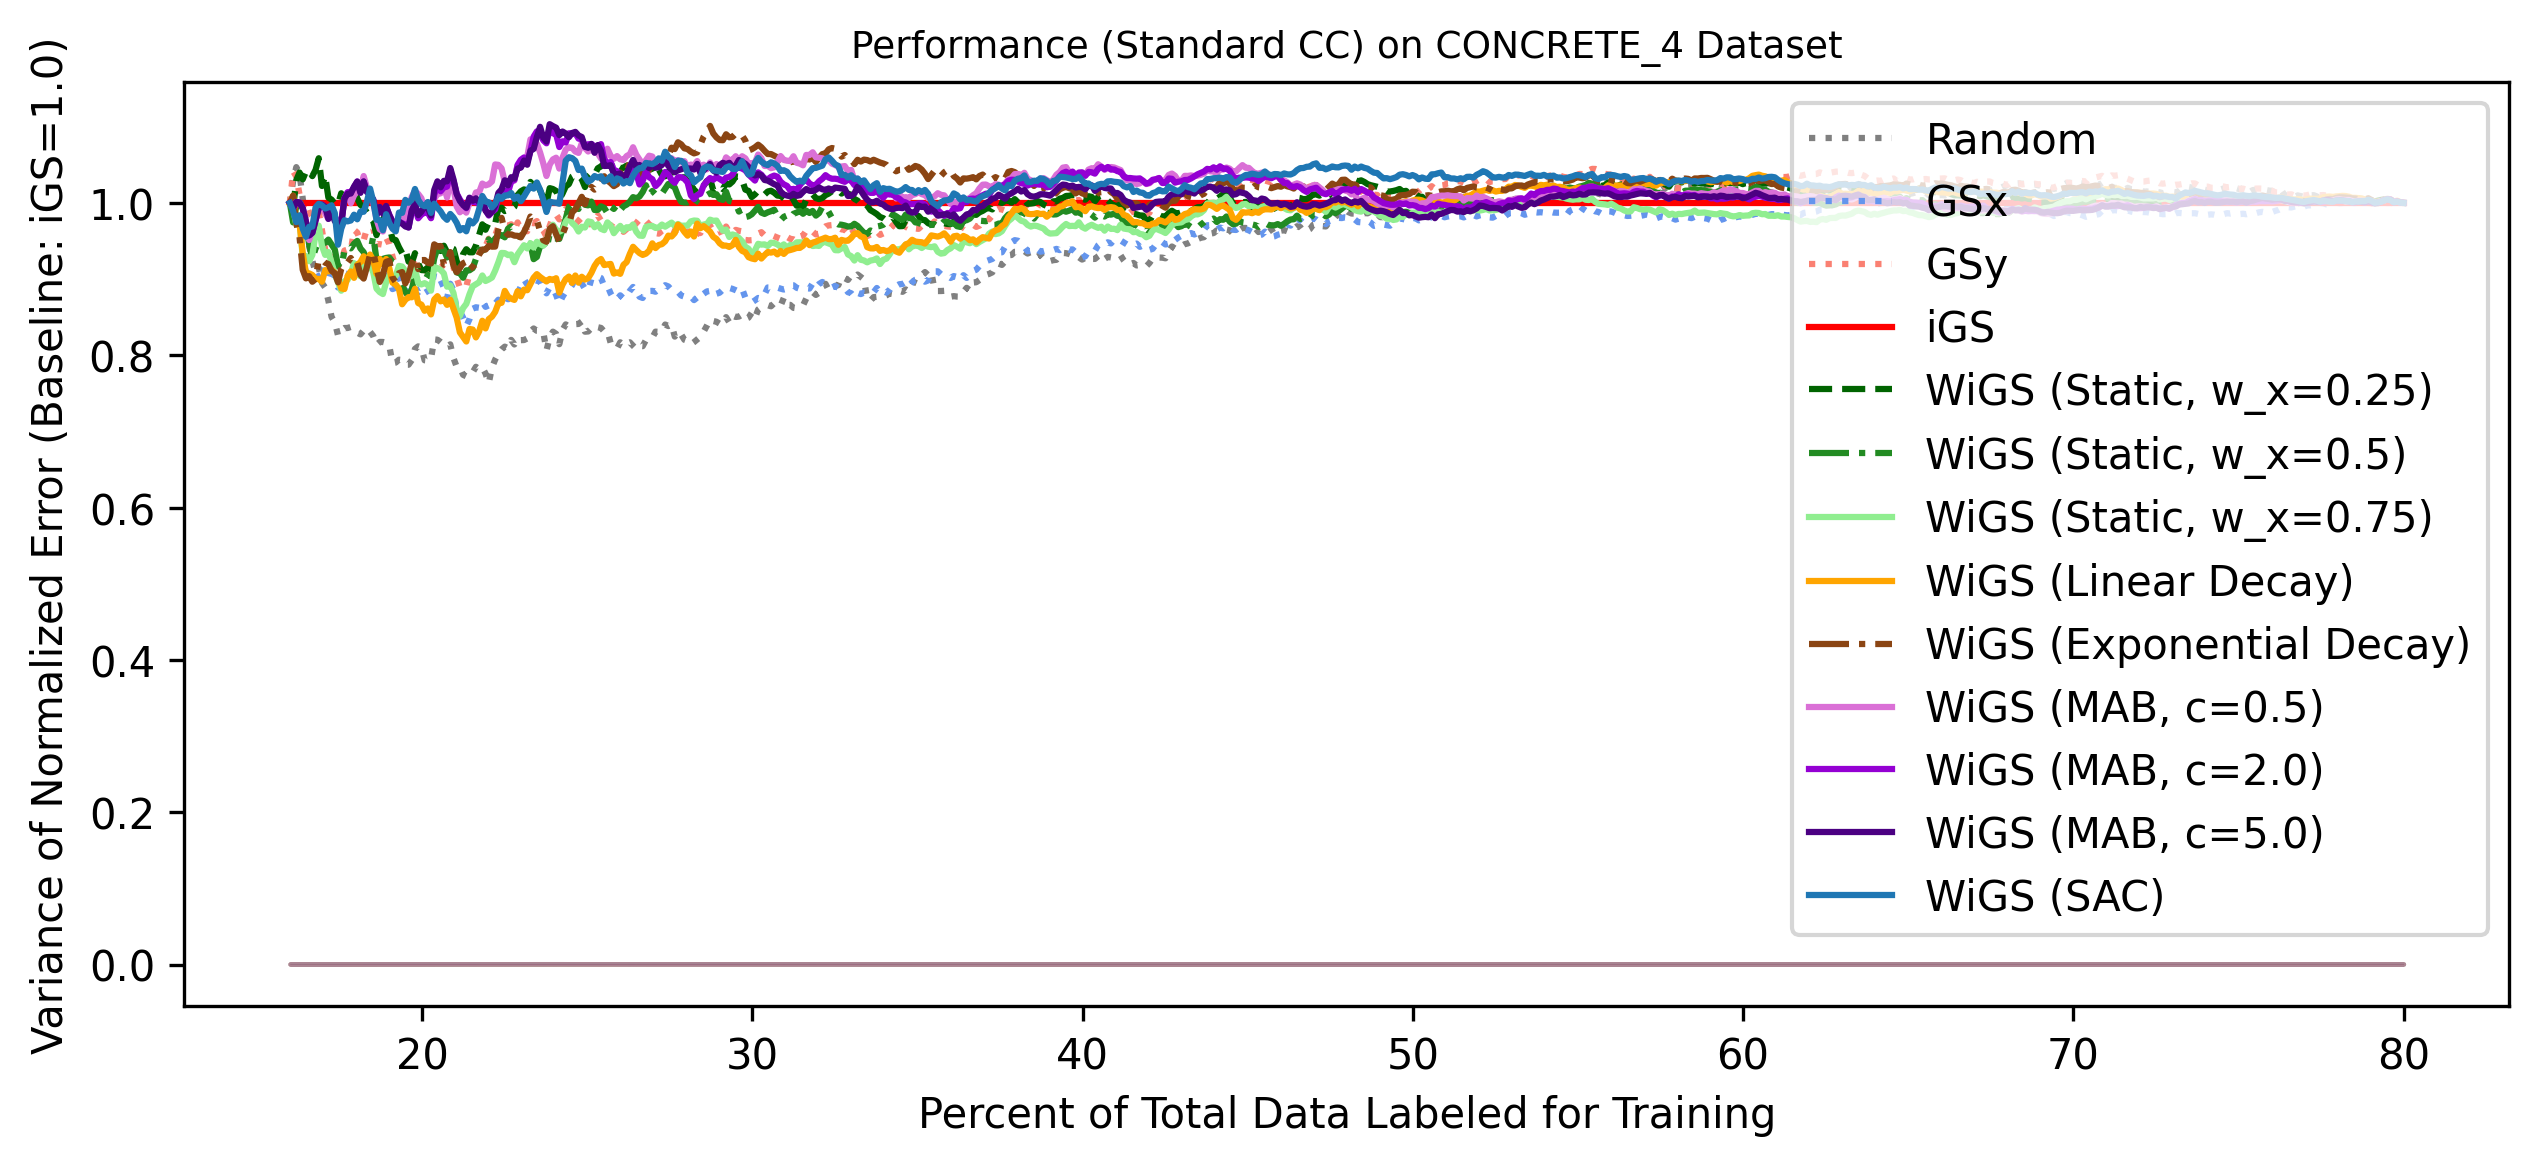 Performance (Standard CC) on CONCRETE_4 Dataset
Variance of Normalized Error (Baseline: iGS=1.0)
1.0
0.8
0.6
0.4
0.2
0.0
20
30
40
50
60
70
80
Percent of Total Data Labeled for Training
Random
GSx
GSy
iGS
WiGS (Static, w_x=0.25)
WiGS (Static, w_x=0.5)
WiGS (Static, w_x=0.75)
WiGS (Linear Decay)
WiGS (Exponential Decay)
WiGS (MAB, c=0.5)
WiGS (MAB, c=2.0)
WiGS (MAB, c=5.0)
WiGS (SAC)